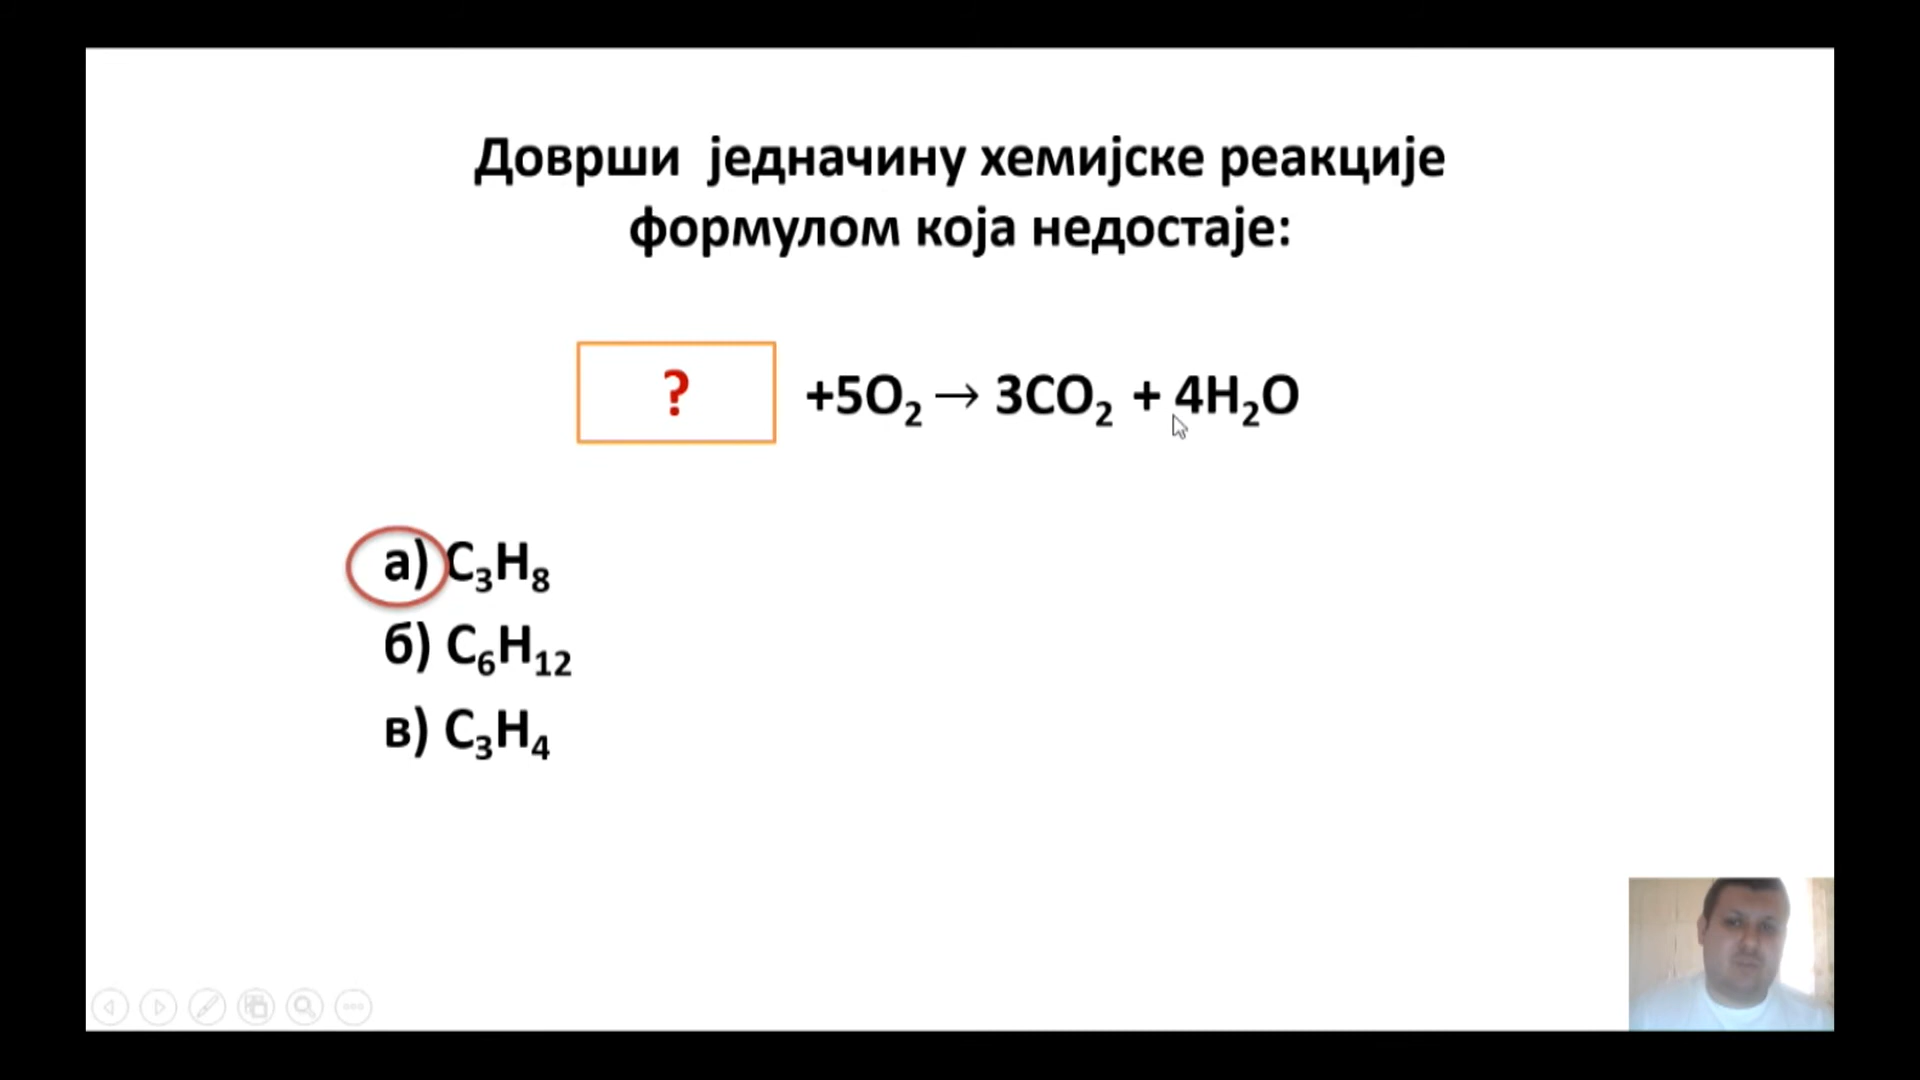 Доврши једначину хемијске реакције
формулом која недостаје:
? +5O₂ → 3CO₂ + 4H₂O
а) C₃H₈
б) C₆H₁₂
в) C₃H₄